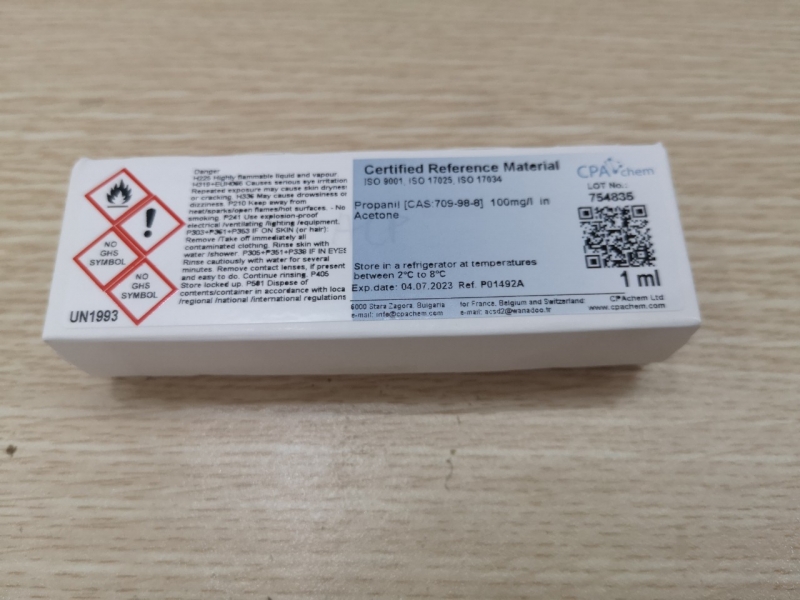 Danger
H225 Highly flammable liquid and vapour.
H319+EUH066 Causes serious eye irritation
Repeated exposure may cause skin drynes
or cracking. H336 May cause drowsiness o
dizziness. P210 Keep away from
heat/sparks/open flames/hot surfaces. - No
smoking. P241 Use explosion-proof
electrical /ventilating /lighting /equipment.
P303+P361+P353 IF ON SKIN (or hair):
Remove /Take off immediately all
contaminated clothing. Rinse skin with
water /shower. P305+P351+P338 IF IN EYES
Rinse cautiously with water for several
minutes. Remove contact lenses, if present
and easy to do. Continue rinsing. P405
Store locked up. P501 Dispose of
contents/container in accordance with loca
/regional /national /international regulations
NO
GHS
SYMBOL
NO
GHS
SYMBOL
UN1993
Certified Reference Material
ISO 9001, ISO 17025, ISO 17034
Propanil [CAS:709-98-8] 100mg/l in
Acetone
Store in a refrigerator at temperatures
between 2°C to 8°C
Exp.date: 04.07.2023 Ref. P01492A
6000 Stara Zagora, Bulgaria
e-mail: info@cpachem.com
for France, Belgium and Switzerland:
e-mail: acsd2@wanadoo.fr
CPAchem
LOT No.:
754835
1 ml
CPAchem Ltd.
www.cpachem.com